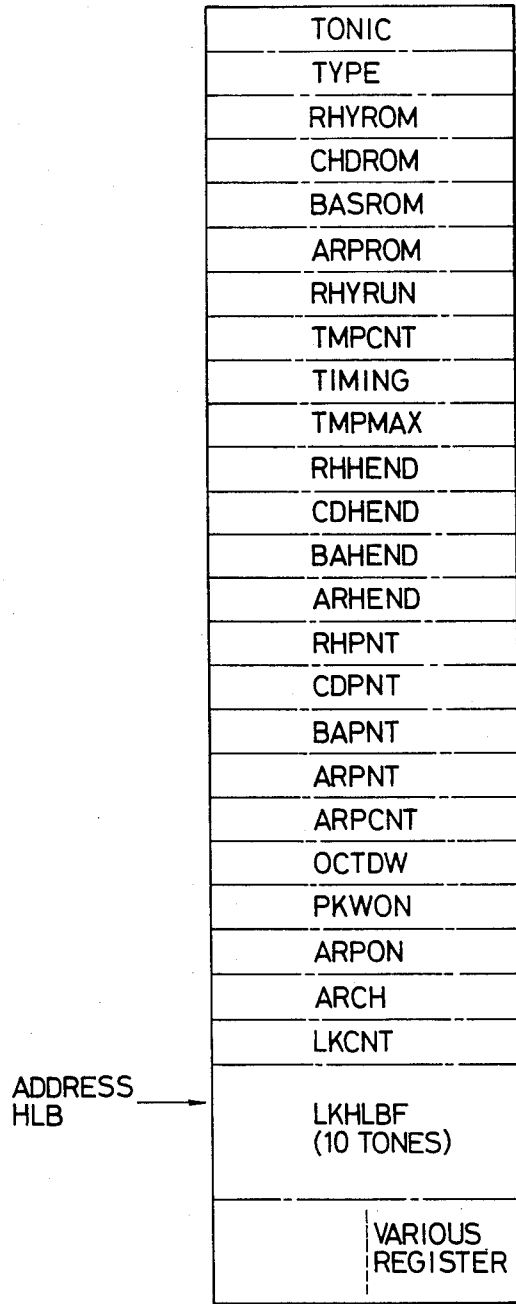 TONIC
TYPE
RHYROM
CHDROM
BASROM
ARPROM
RHYRUN
TMPCNT
TIMING
TMPMAX
RHHEND
CDHEND
BAHEND
ARHEND
RHPNT
CDPNT
BAPNT
ARPNT
ARPCNT
OCTDW
PKWON
ARPON
ARCH
LKCNT
ADDRESS
HLB
LKHLBF
(10 TONES)
VARIOUS
REGISTER